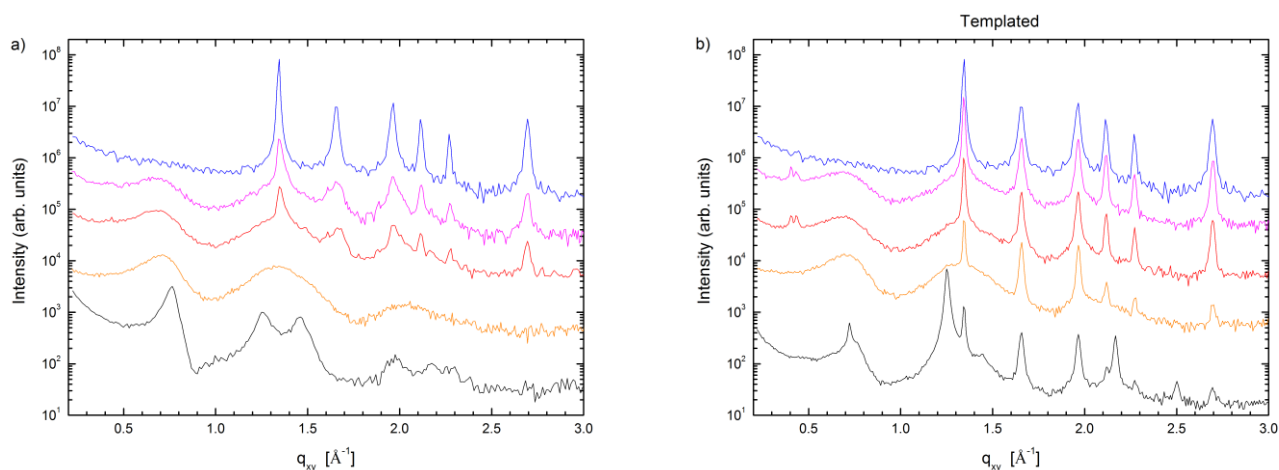 Templated
a)
b)
Intensity (arb. units)
10⁸
10⁷
10⁶
10⁵
10⁴
10³
10²
10¹
0.5 1.0 1.5 2.0 2.5 3.0
q_xy [Å⁻¹]
Intensity (arb. units)
10⁸
10⁷
10⁶
10⁵
10⁴
10³
10²
10¹
0.5 1.0 1.5 2.0 2.5 3.0
q_xy [Å⁻¹]